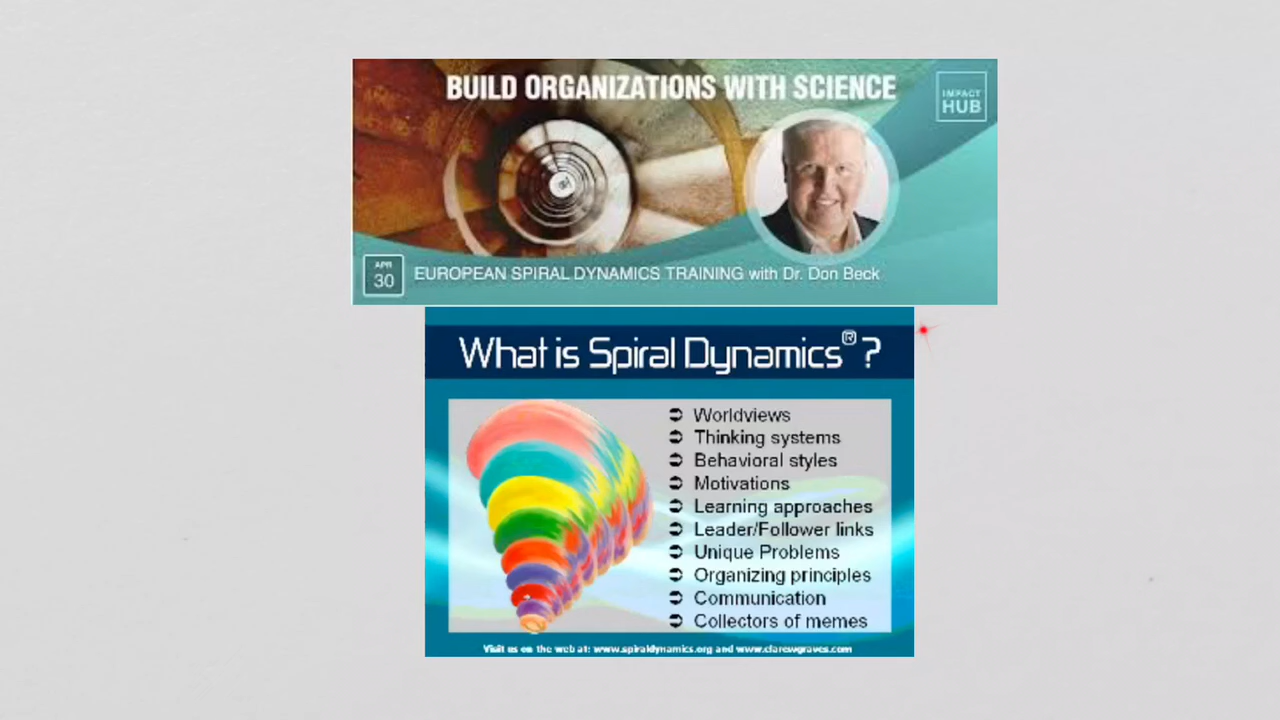 BUILD ORGANIZATIONS WITH SCIENCE
IMPACT
HUB
APR
30
EUROPEAN SPIRAL DYNAMICS TRAINING with Dr. Don Beck
What is Spiral Dynamics®?
Worldviews
Thinking systems
Behavioral styles
Motivations
Learning approaches
Leader/Follower links
Unique Problems
Organizing principles
Communication
Collectors of memes
Visit us on the web at: www.spiraldynamics.org and www.clarewgraves.com